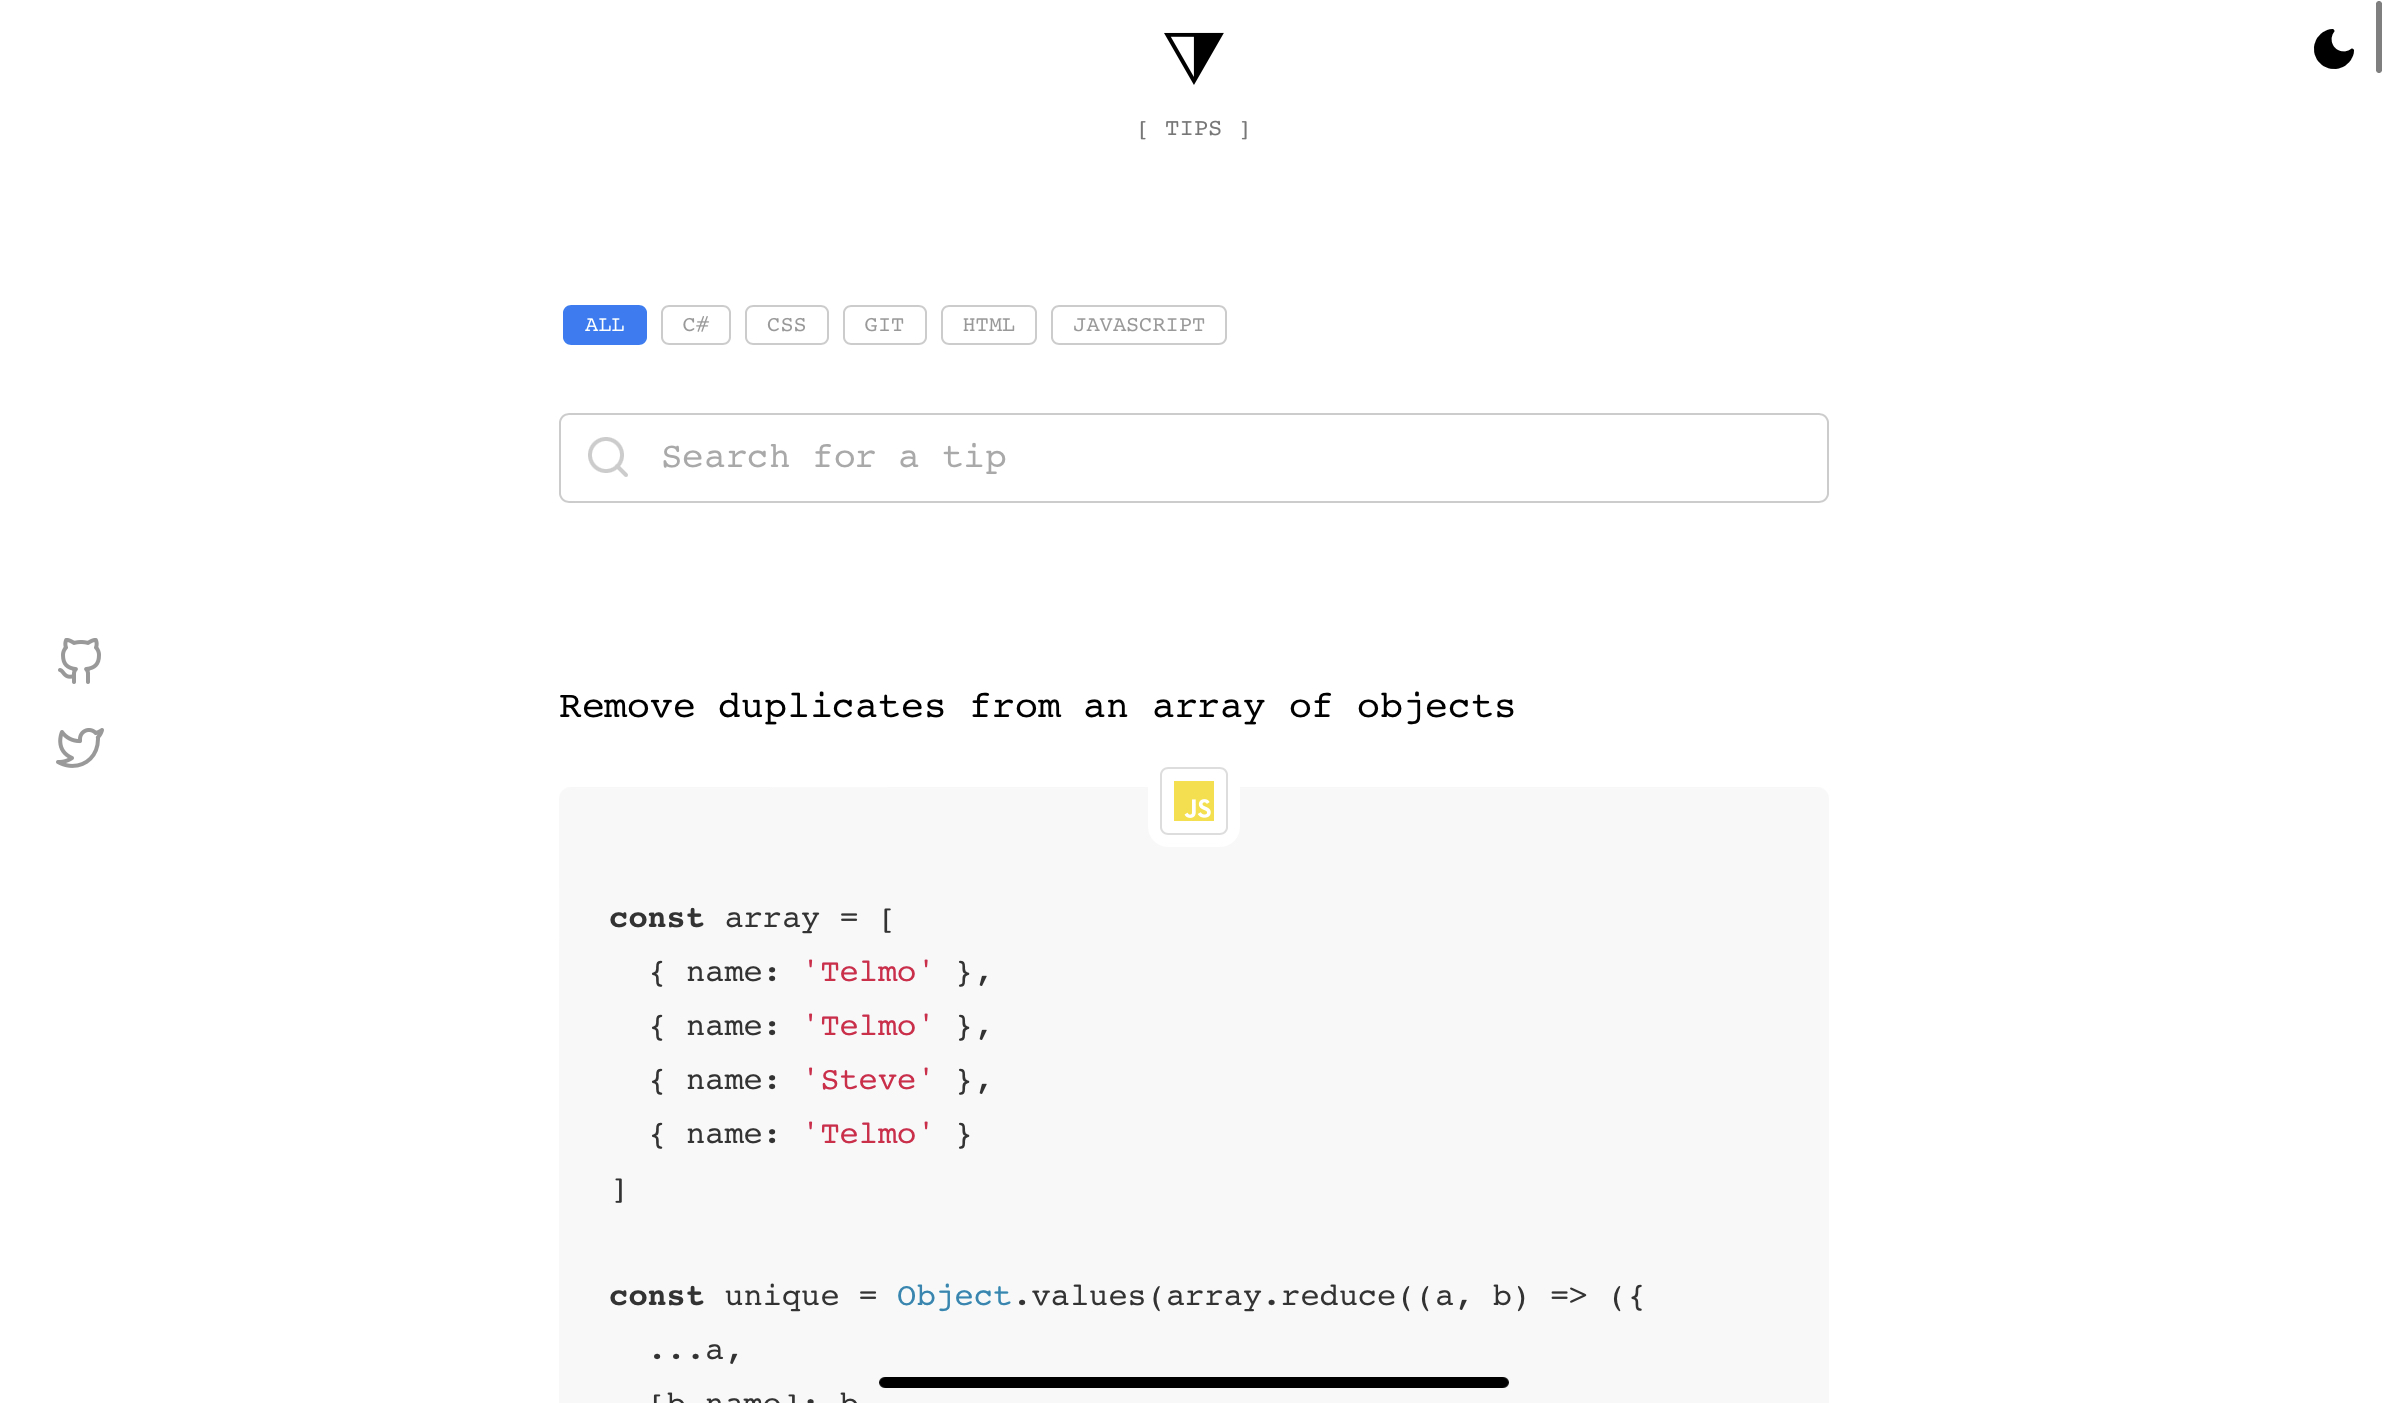 [ TIPS ]
ALL C# CSS GIT HTML JAVASCRIPT
Search for a tip
Remove duplicates from an array of objects
JS
const array = [
  { name: 'Telmo' },
  { name: 'Telmo' },
  { name: 'Steve' },
  { name: 'Telmo' }
]
const unique = Object.values(array.reduce((a, b) => ({
  ...a,
  [b.name]: b